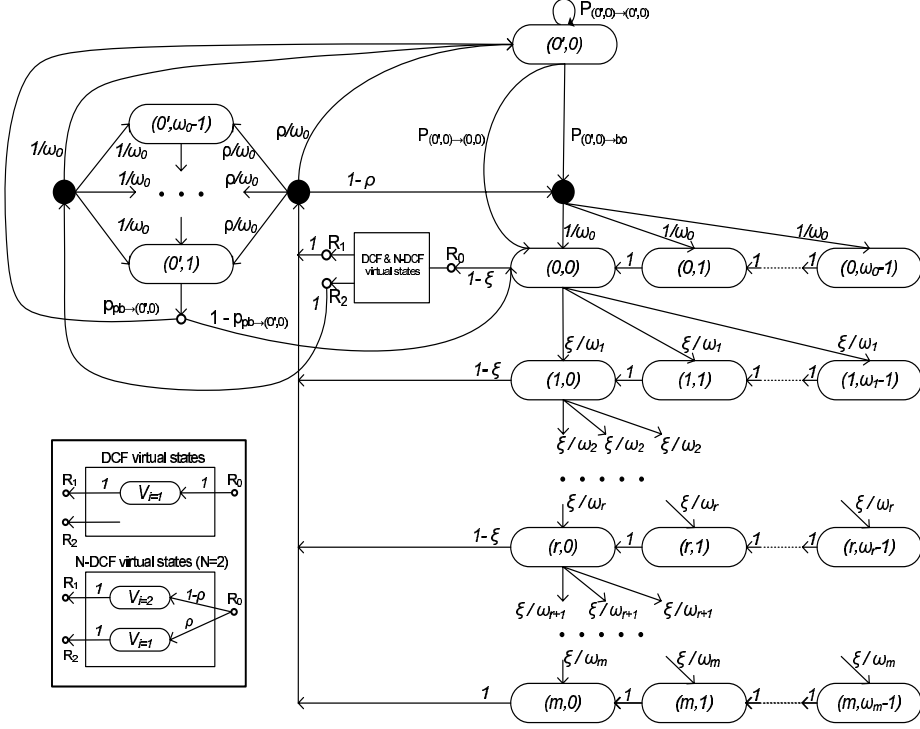 P(0',0)→(0',0)
(0',0)
P(0',0)→(0,0)
P(0',0)→bo
1/ω0
(0',ω0-1)
ρ/ω0
1/ω0
ρ/ω0
1/ω0
. . .
ρ/ω0
1-ρ
1/ω0
ρ/ω0
(0',1)
1/ω0
1/ω0
1/ω0
1
R1
DCF & N-DCF
virtual states
R0
1-ξ
1
R2
(0,0)
1
(0,1)
1
1
(0,ω0-1)
ppb→(0',0)
1 - ppb→(0',0)
ξ/ω1
ξ/ω1
ξ/ω1
1-ξ
(1,0)
1
(1,1)
1
1
(1,ω1-1)
ξ/ω2
ξ/ω2
ξ/ω2
. . . . .
ξ/ωr
ξ/ωr
ξ/ωr
1-ξ
(r,0)
1
(r,1)
1
1
(r,ωr-1)
ξ/ωr+1
ξ/ωr+1
ξ/ωr+1
. . . . .
ξ/ωm
ξ/ωm
ξ/ωm
1
(m,0)
1
(m,1)
1
1
(m,ωm-1)
DCF virtual states
R1
1
Vi=1
1
R0
R2
N-DCF virtual states (N=2)
R1
1
Vi=2
1-ρ
R0
ρ
1
Vi=1
R2